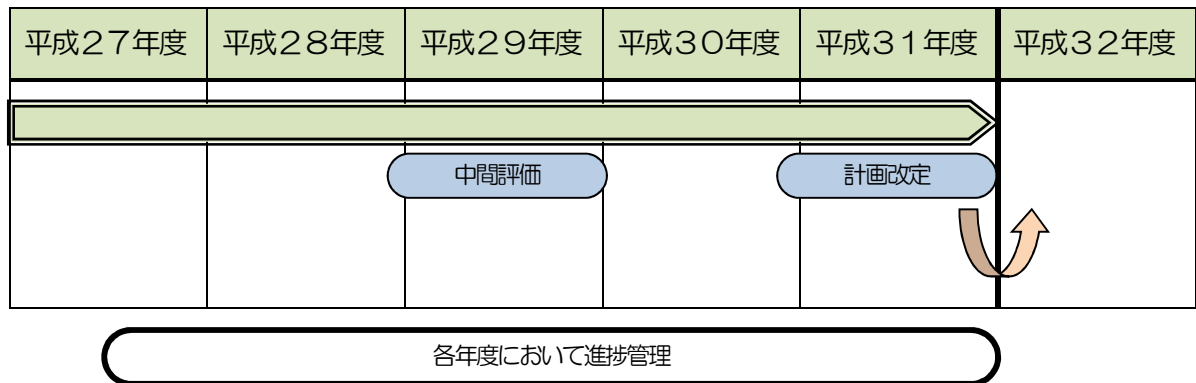 平成27年度 平成28年度 平成29年度 平成30年度 平成31年度 平成32年度
中間評価 計画改定
各年度において進捗管理